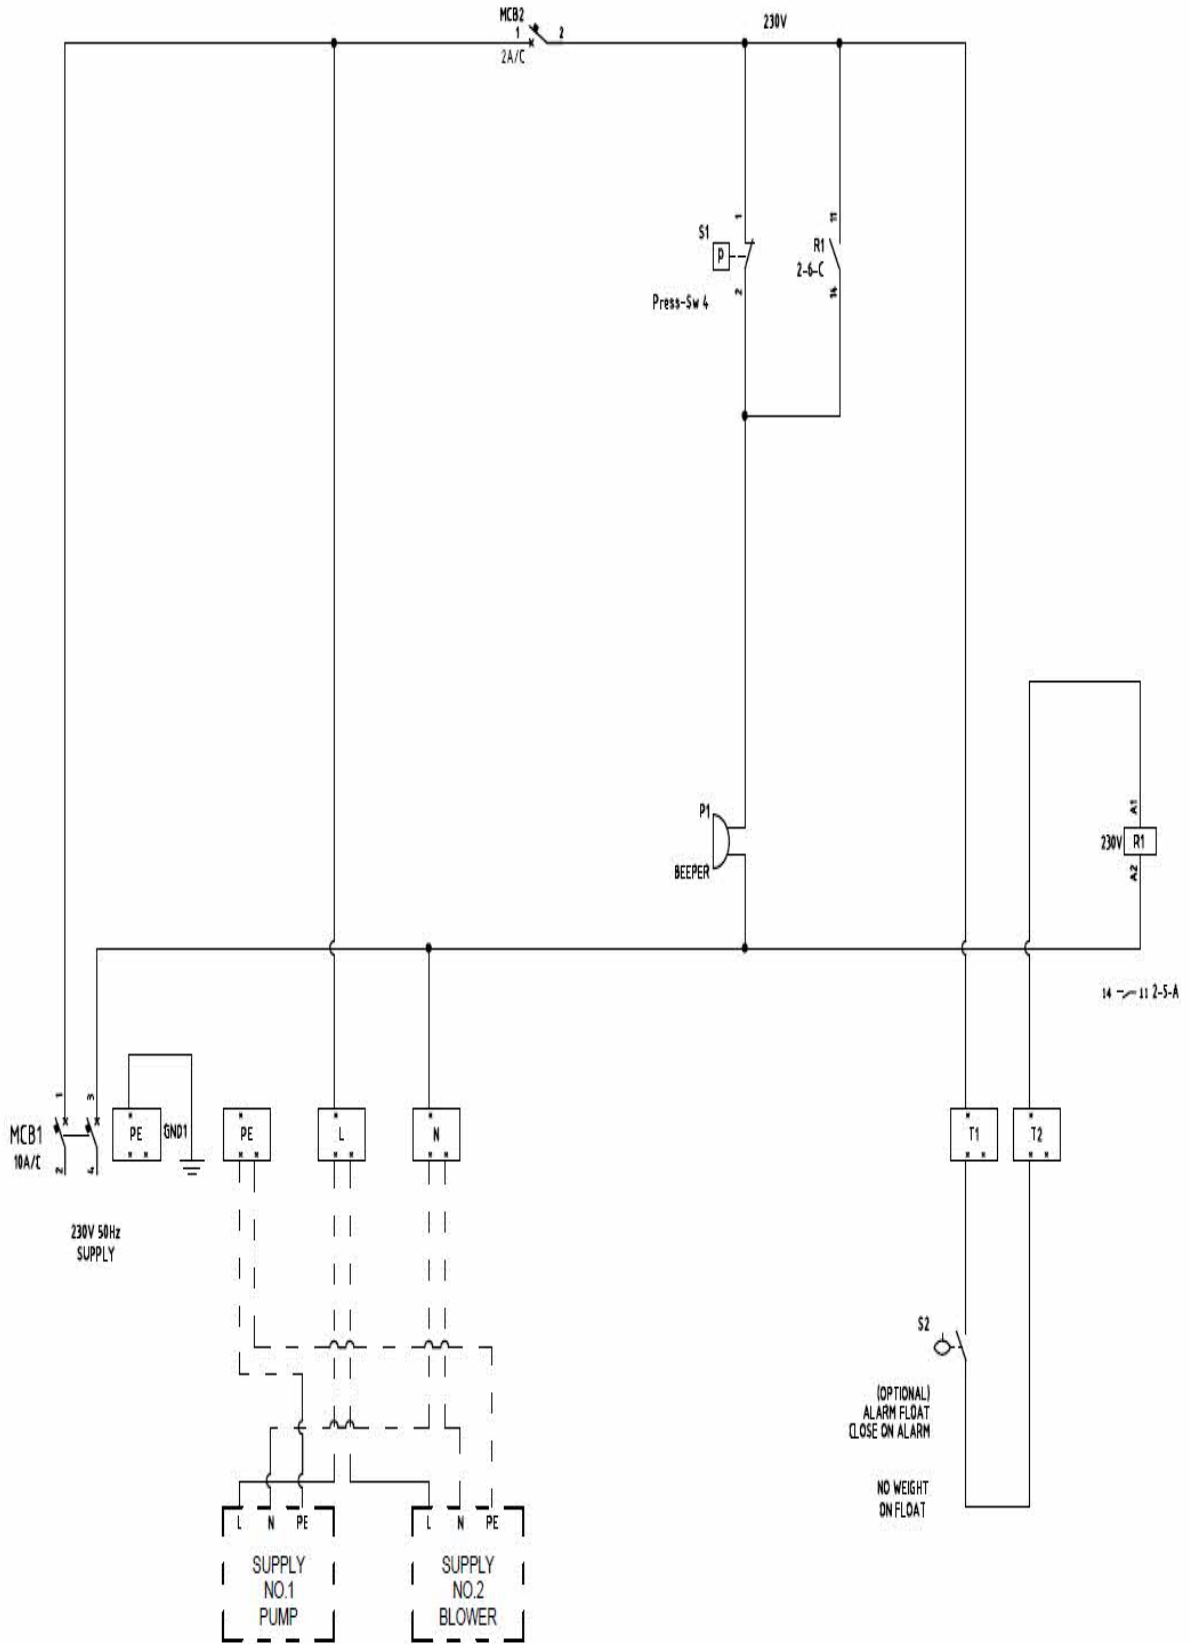 MCB2
1
2
2A/C
230V
1
S1
P
2
Press-Sw 4
11
R1
2-6-C
14
P1
BEEPER
A1
230V
R1
A2
14 11 2-5-A
1
3
MCB1
10A/C
2
4
PE
GND1
PE
L
N
T1
T2
230V 50Hz
SUPPLY
S2
(OPTIONAL)
ALARM FLOAT
CLOSE ON ALARM
NO WEIGHT
ON FLOAT
L N PE
SUPPLY
NO.1
PUMP
L N PE
SUPPLY
NO.2
BLOWER